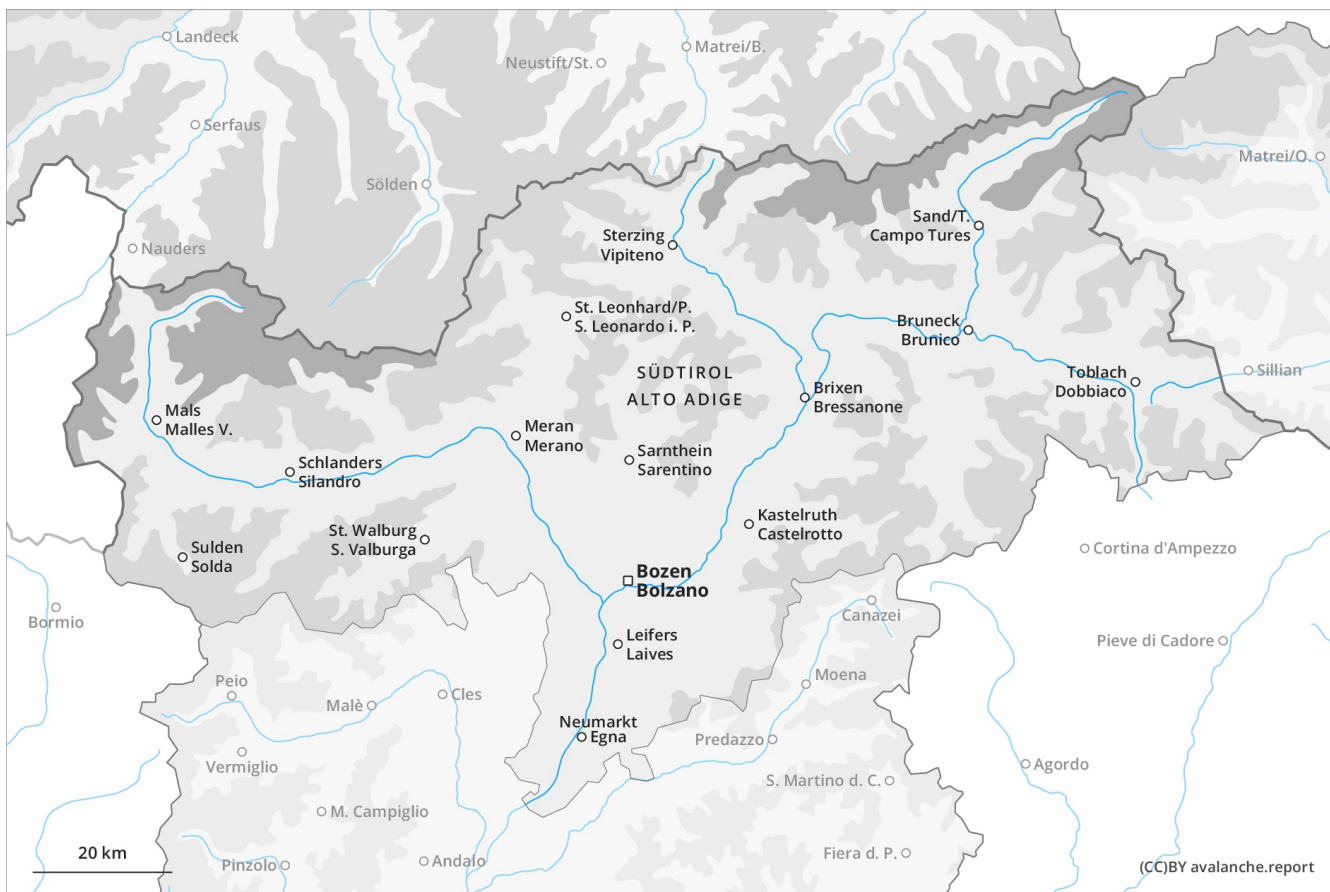 Landeck
Matrei/B.
Neustift/St.
Serfaus
Matrei/O.
Sölden
Sand/T.
Campo Tures
Sterzing
Vipiteno
Nauders
St. Leonhard/P.
S. Leonardo i. P.
Bruneck
Brunico
SÜDTIROL
ALTO ADIGE
Toblach
Dobbiaco
Sillian
Brixen
Bressanone
Mals
Malles V.
Meran
Merano
Sarnthein
Sarentino
Schlanders
Silandro
Kastelruth
Castelrotto
St. Walburg
S. Valburga
Sulden
Solda
Cortina d'Ampezzo
Bozen
Bolzano
Bormio
Canazei
Leifers
Laives
Pieve di Cadore
Moena
Peio
Cles
Malè
Neumarkt
Egna
Predazzo
Vermiglio
Agordo
S. Martino d. C.
M. Campiglio
20 km
Pinzolo
Andalo
Fiera d. P.
(CC)BY avalanche.report